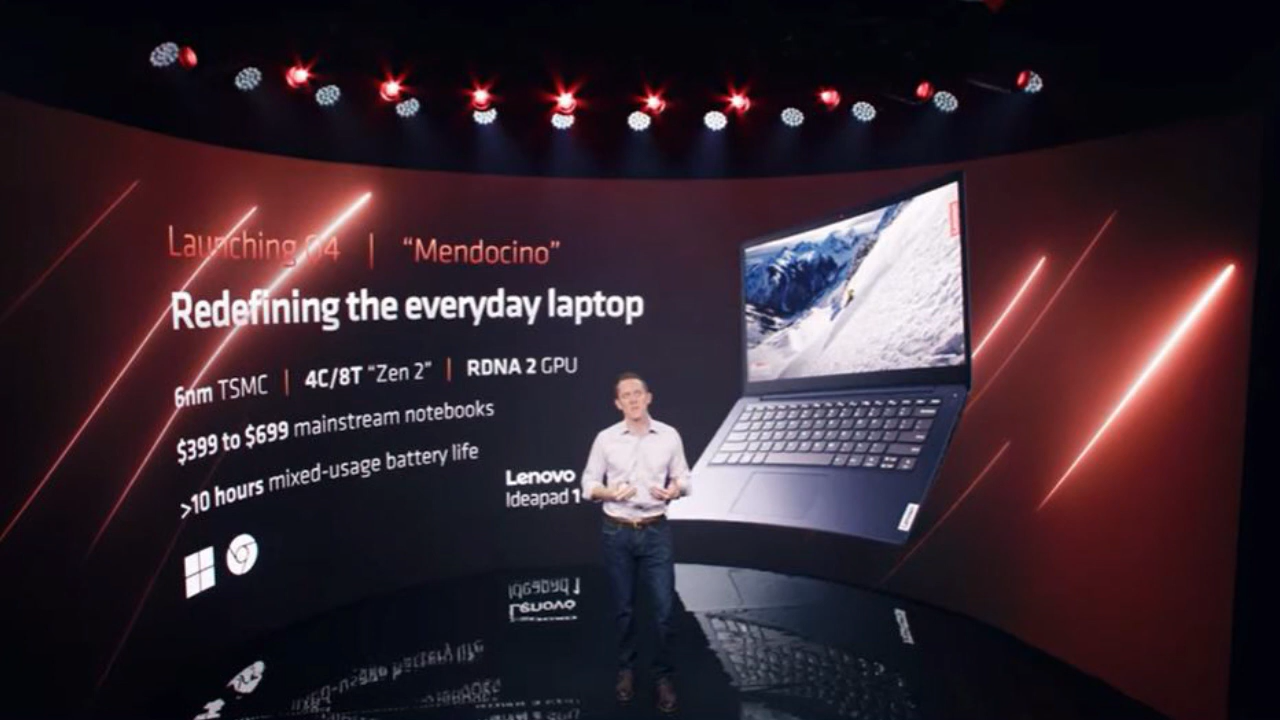 Launching Q4 | “Mendocino”
Redefining the everyday laptop
6nm TSMC | 4C/8T “Zen 2” | RDNA 2 GPU
$399 to $699 mainstream notebooks
>10 hours mixed-usage battery life
Lenovo
Ideapad 1
Lenovo